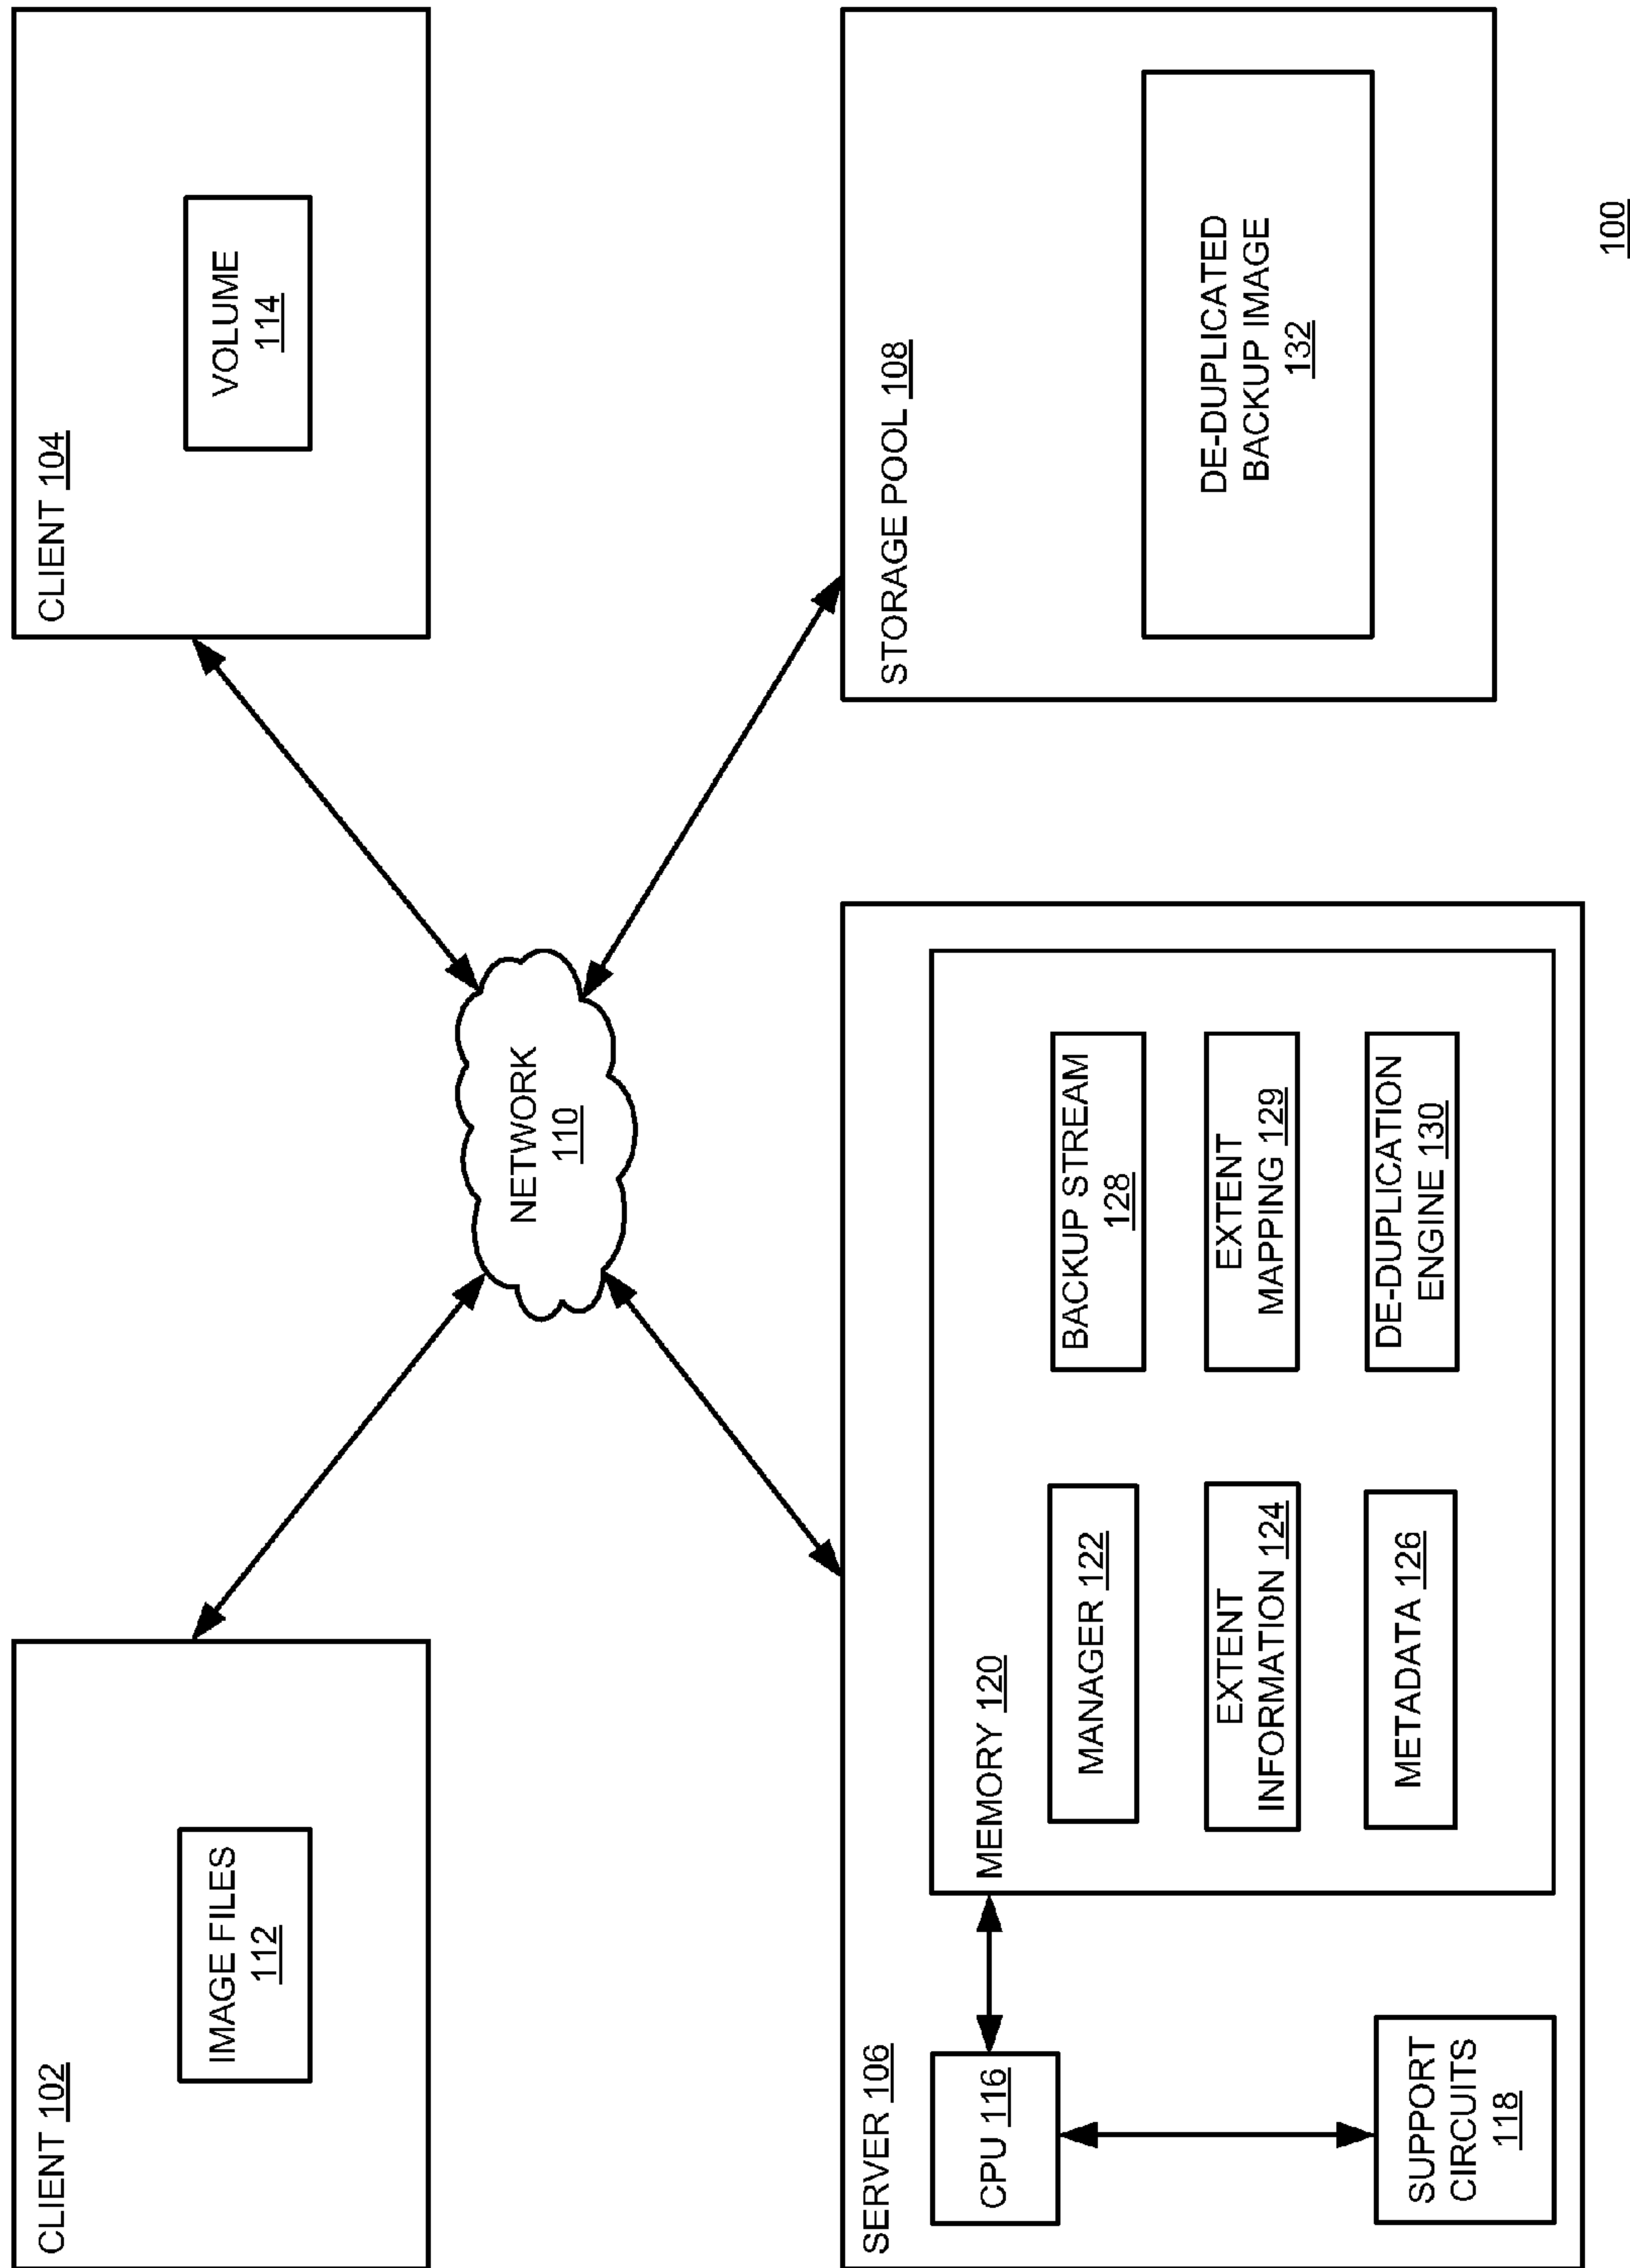 CLIENT 102
IMAGE FILES
112
CLIENT 104
VOLUME
114
NETWORK
110
SERVER 106
CPU 116
SUPPORT
CIRCUITS
118
MEMORY 120
MANAGER 122
EXTENT
INFORMATION 124
METADATA 126
BACKUP STREAM
128
EXTENT
MAPPING 129
DE-DUPLICATION
ENGINE 130
STORAGE POOL 108
DE-DUPLICATED
BACKUP IMAGE
132
100